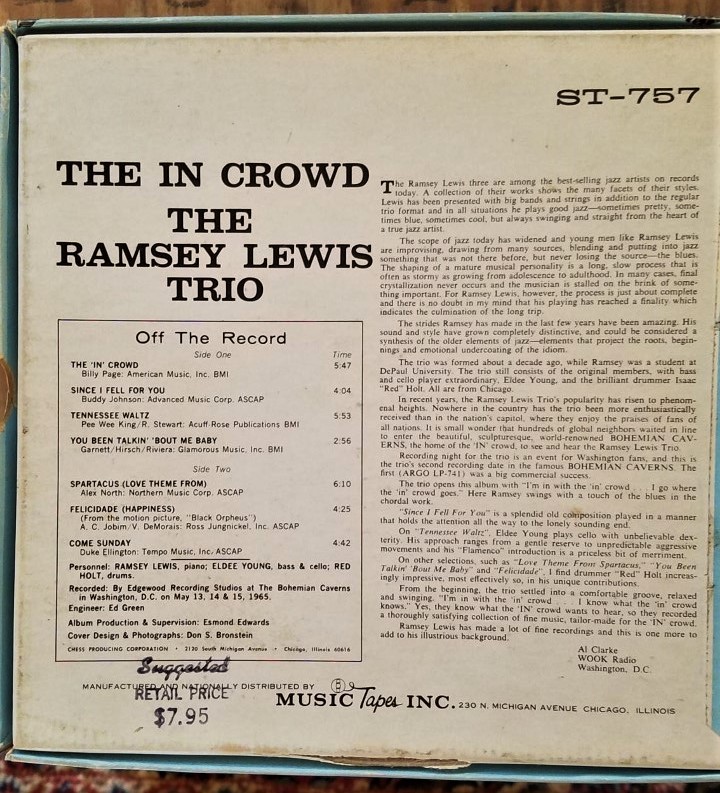 ST-757
THE IN CROWD
THE
RAMSEY LEWIS
TRIO
Off The Record
Side One Time
THE 'IN' CROWD 5:47
Billy Page: American Music, Inc. BMI
SINCE I FELL FOR YOU 4:04
Buddy Johnson: Advanced Music Corp. ASCAP
TENNESSEE WALTZ 5:53
Pee Wee King/R. Stewart: Acuff-Rose Publications BMI
YOU BEEN TALKIN' 'BOUT ME BABY 2:56
Garnett/Hirsch/Riviera: Glamorous Music, Inc. BMI
Side Two
SPARTACUS (LOVE THEME FROM) 6:10
Alex North: Northern Music Corp. ASCAP
FELICIDADE (HAPPINESS) 4:25
(From the motion picture, "Black Orpheus")
A. C. Jobim/V. DeMorais: Ross Jungnickel, Inc. ASCAP
COME SUNDAY 4:42
Duke Ellington: Tempo Music, Inc. ASCAP
Personnel: RAMSEY LEWIS, piano; ELDEE YOUNG, bass & cello; RED
HOLT, drums.
Recorded: By Edgewood Recording Studios at The Bohemian Caverns
in Washington, D.C. on May 13, 14 & 15, 1965.
Engineer: Ed Green
Album Production & Supervision: Esmond Edwards
Cover Design & Photographs: Don S. Bronstein
CHESS PRODUCING CORPORATION • 2120 South Michigan Avenue • Chicago, Illinois 60616
The Ramsey Lewis three are among the best-selling jazz artists on records
today. A collection of their works shows the many facets of their styles.
Lewis has been presented with big bands and strings in addition to the regular
trio format and in all situations he plays good jazz—sometimes pretty, some-
times blue, sometimes cool, but always swinging and straight from the heart of
a true jazz artist.
The scope of jazz today has widened and young men like Ramsey Lewis
are improvising, drawing from many sources, blending and putting into jazz
something that was not there before, but never losing the source—the blues.
The shaping of a mature musical personality is a long, slow process that is
often as stormy as growing from adolescence to adulthood. In many cases, final
crystallization never occurs and the musician is stalled on the brink of some-
thing important. For Ramsey Lewis, however, the process is just about complete
and there is no doubt in my mind that his playing has reached a finality which
indicates the culmination of the long trip.
The strides Ramsey has made in the last few years have been amazing. His
sound and style have grown completely distinctive, and could be considered a
synthesis of the older elements of jazz—elements that project the roots, begin-
nings and emotional undercoating of the idiom.
The trio was formed about a decade ago, while Ramsey was a student at
DePaul University. The trio still consists of the original members, with bass
and cello player extraordinary, Eldee Young, and the brilliant drummer Isaac
"Red" Holt. All are from Chicago.
In recent years, the Ramsey Lewis Trio's popularity has risen to phenom-
enal heights. Nowhere in the country has the trio been more enthusiastically
received than in the nation's capitol, where they enjoy the praises of fans of
all nations. It is small wonder that hundreds of global neighbors waited in line
to enter the beautiful, sculpturesque, world-renowned BOHEMIAN CAV-
ERNS, the home of the 'IN' crowd, to see and hear the Ramsey Lewis Trio.
Recording night for the trio is an event for Washington fans, and this is
the trio's second recording date in the famous BOHEMIAN CAVERNS. The
first (ARGO LP-741) was a big commercial success.
The trio opens this album with "I'm in with the 'in' crowd . . . I go where
the 'in' crowd goes." Here Ramsey swings with a touch of the blues in the
chordal work.
"Since I Fell For You" is a splendid old composition played in a manner
that holds the attention all the way to the lonely sounding end.
On "Tennessee Waltz", Eldee Young plays cello with unbelievable dex-
terity. His approach ranges from a gentle reserve to unpredictable aggressive
movements and his "Flamenco" introduction is a priceless bit of merriment.
On other selections, such as "Love Theme From Spartacus," "You Been
Talkin' 'Bout Me Baby" and "Felicidade", I find drummer "Red" Holt increas-
ingly impressive, most effectively so, in his unique contributions.
From the beginning, the trio settled into a comfortable groove, relaxed
and swinging. "I'm in with the 'in' crowd . . . I know what the 'in' crowd
knows." Yes, they know what the 'IN' crowd wants to hear, so they recorded
a thoroughly satisfying collection of fine music, tailor-made for the 'IN' crowd.
Ramsey Lewis has made a lot of fine recordings and this is one more to
add to his illustrious background.
Al Clarke
WOOK Radio
Washington, D.C.
Suggested
RETAIL PRICE
$7.95
MANUFACTURED AND NATIONALLY DISTRIBUTED BY
MUSIC Tapes INC. 230 N. MICHIGAN AVENUE CHICAGO, ILLINOIS